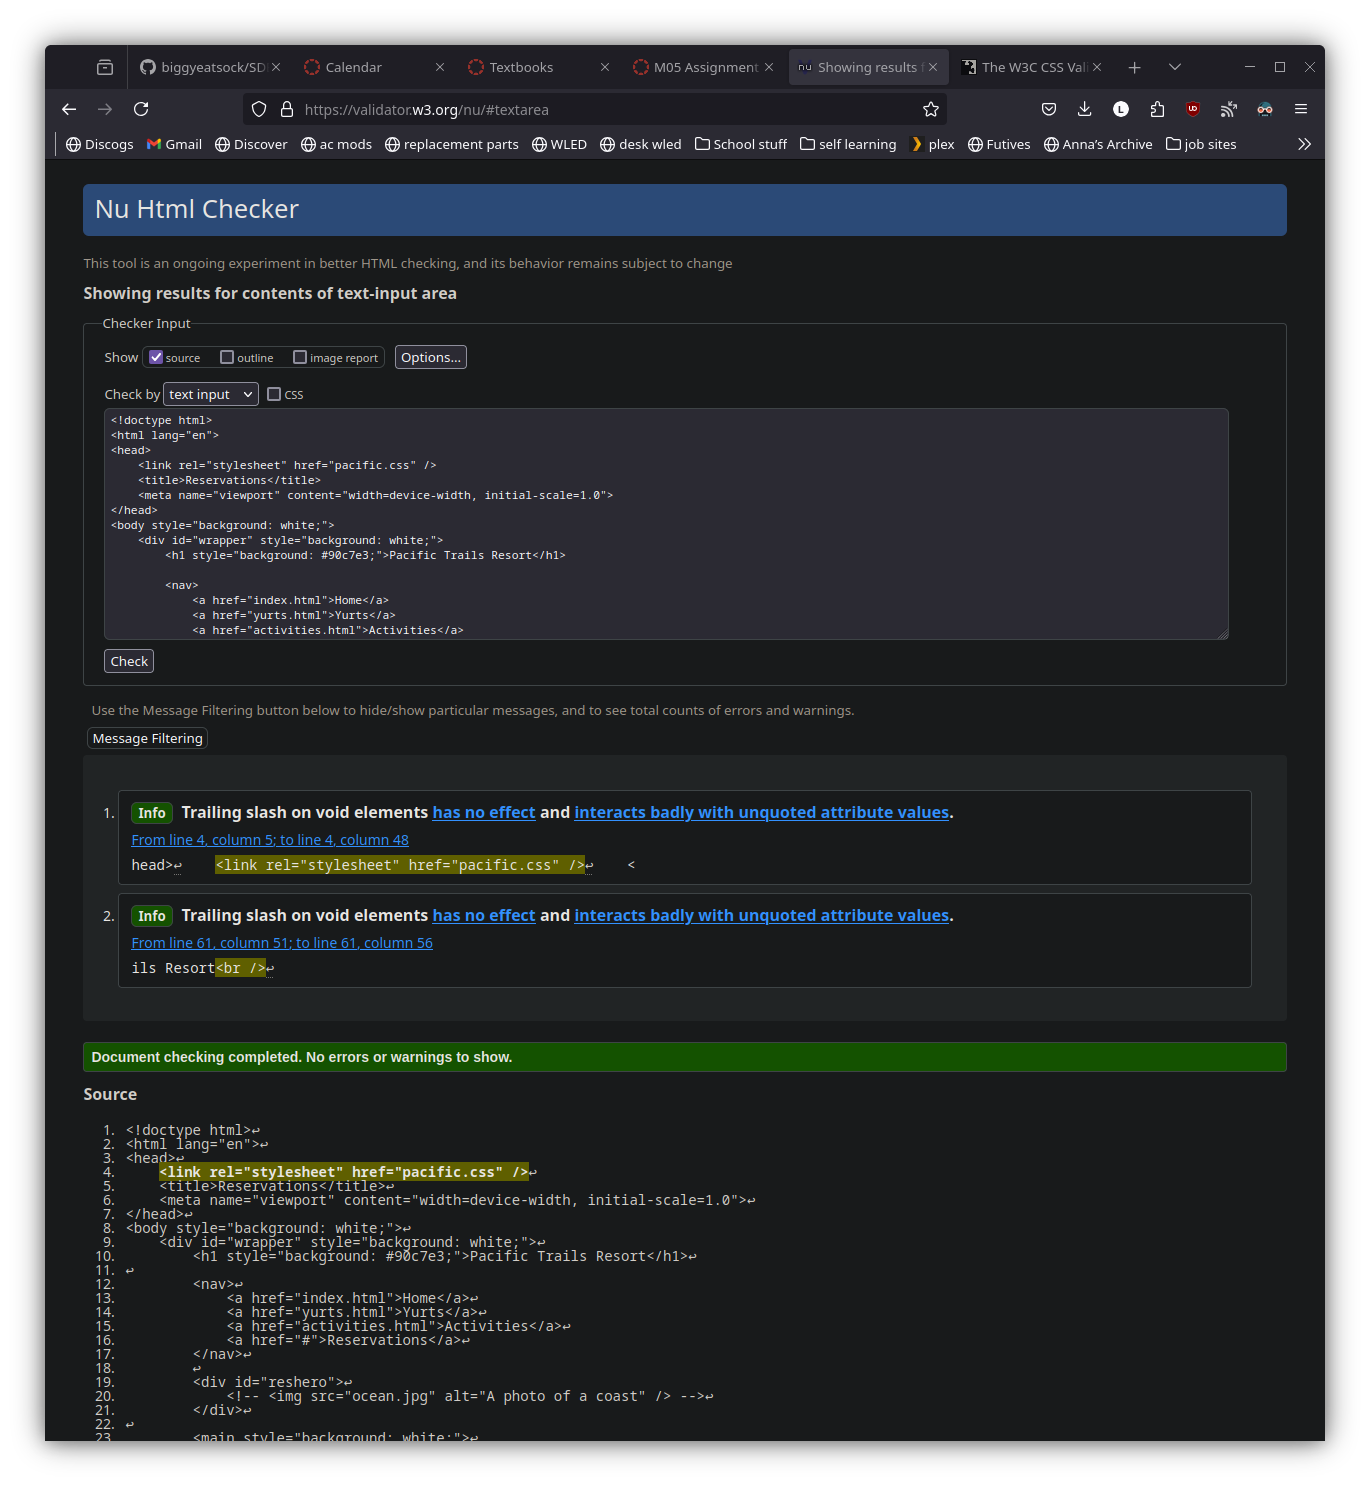 biggyeatsock/SD
Calendar
Textbooks
M05 Assignment
nu Showing results f
The W3C CSS Vali
https://validator.w3.org/nu/#textarea
L
Discogs Gmail Discover ac mods replacement parts WLED desk wled School stuff self learning plex Futives Anna’s Archive job sites
Nu Html Checker
This tool is an ongoing experiment in better HTML checking, and its behavior remains subject to change
Showing results for contents of text-input area
Checker Input
Show source outline image report Options...
Check by text input CSS
<!doctype html>
<html lang="en">
<head>
    <link rel="stylesheet" href="pacific.css" />
    <title>Reservations</title>
    <meta name="viewport" content="width=device-width, initial-scale=1.0">
</head>
<body style="background: white;">
    <div id="wrapper" style="background: white;">
        <h1 style="background: #90c7e3;">Pacific Trails Resort</h1>
        <nav>
            <a href="index.html">Home</a>
            <a href="yurts.html">Yurts</a>
            <a href="activities.html">Activities</a>
Check
Use the Message Filtering button below to hide/show particular messages, and to see total counts of errors and warnings.
Message Filtering
1. Info Trailing slash on void elements has no effect and interacts badly with unquoted attribute values.
From line 4, column 5; to line 4, column 48
head>↩    <link rel="stylesheet" href="pacific.css" />↩    <
2. Info Trailing slash on void elements has no effect and interacts badly with unquoted attribute values.
From line 61, column 51; to line 61, column 56
ils Resort<br />↩
Document checking completed. No errors or warnings to show.
Source
1. <!doctype html>↩
2. <html lang="en">↩
3. <head>↩
4.     <link rel="stylesheet" href="pacific.css" />↩
5.     <title>Reservations</title>↩
6.     <meta name="viewport" content="width=device-width, initial-scale=1.0">↩
7. </head>↩
8. <body style="background: white;">↩
9.     <div id="wrapper" style="background: white;">↩
10.         <h1 style="background: #90c7e3;">Pacific Trails Resort</h1>↩
11. ↩
12.         <nav>↩
13.             <a href="index.html">Home</a>↩
14.             <a href="yurts.html">Yurts</a>↩
15.             <a href="activities.html">Activities</a>↩
16.             <a href="#">Reservations</a>↩
17.         </nav>↩
18.         ↩
19.         <div id="reshero">↩
20.             <!-- <img src="ocean.jpg" alt="A photo of a coast" /> -->↩
21.         </div>↩
22. ↩
23.         <main style="background: white;">↩